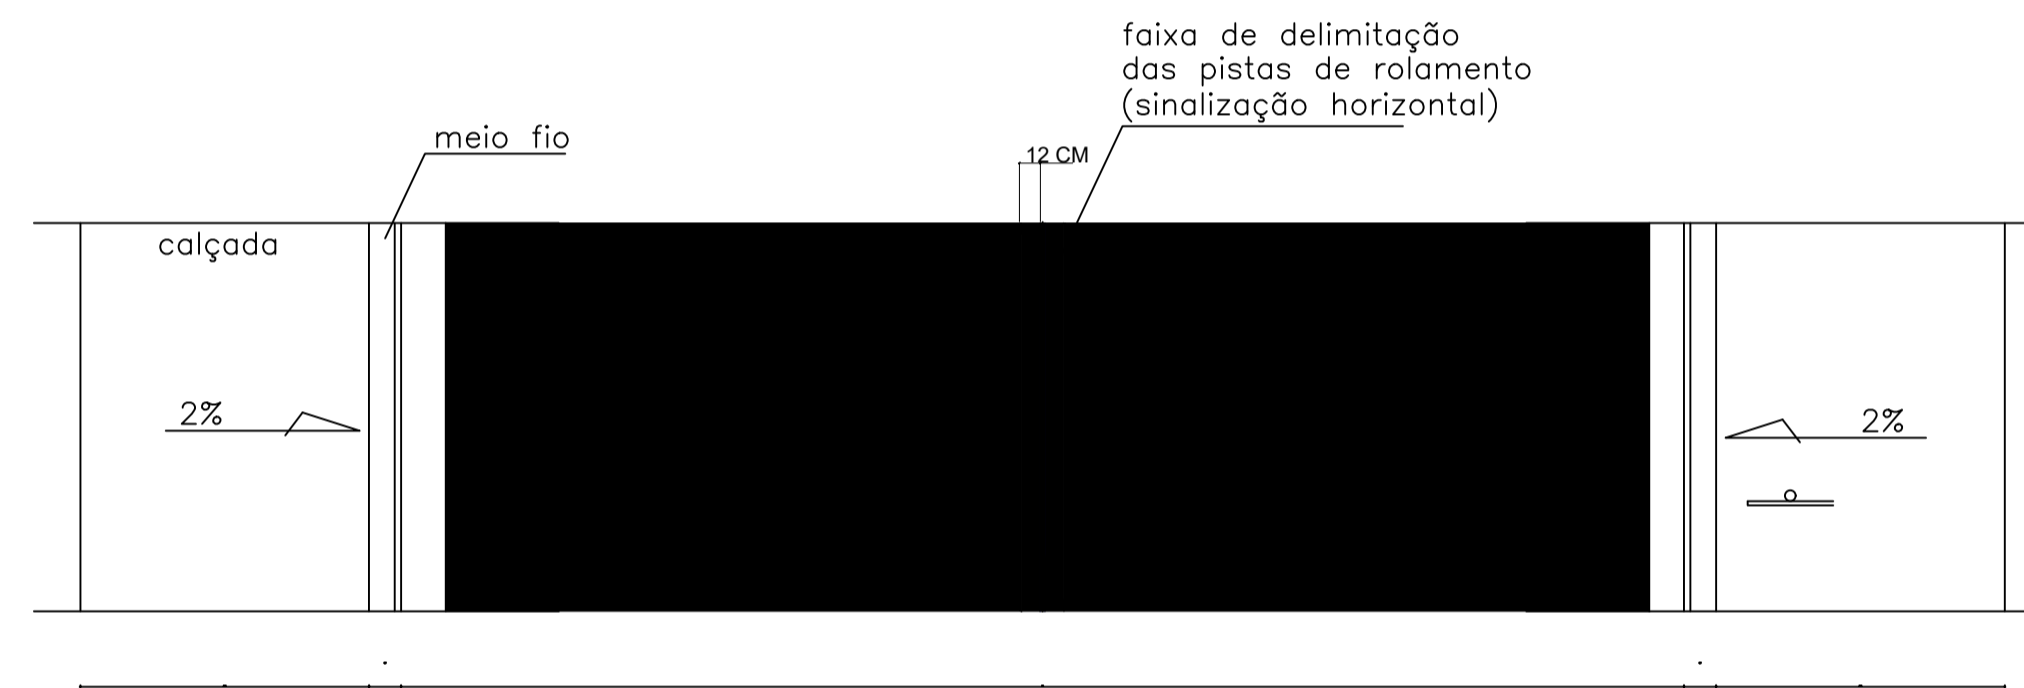 faixa de delimitação
das pistas de rolamento
(sinalização horizontal)
meio fio
12 CM
calçada
2%
2%